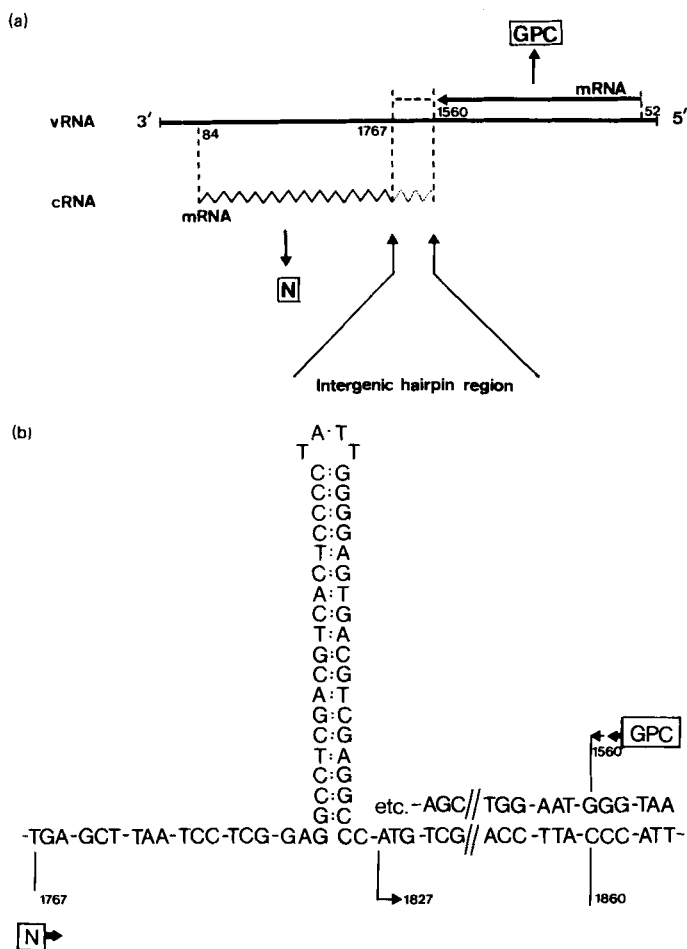 (a)
GPC
mRNA
vRNA 3′ 84 1767 1560 52 5′
cRNA
mRNA
N
Intergenic hairpin region
(b)
A·T
T T
C:G
C:G
C:G
C:G
T:A
C:G
A:T
C:G
T:A
G:C
C:G
A:T
G:C
C:G
T:A
C:G
C:G
G:C
GPC
1560
etc.-AGC//TGG-AAT-GGG-TAA
-TGA-GCT-TAA-TCC-TCG-GAG CC-ATG-TCG//ACC-TTA-CCC-ATT-
1767 1827 1860
N